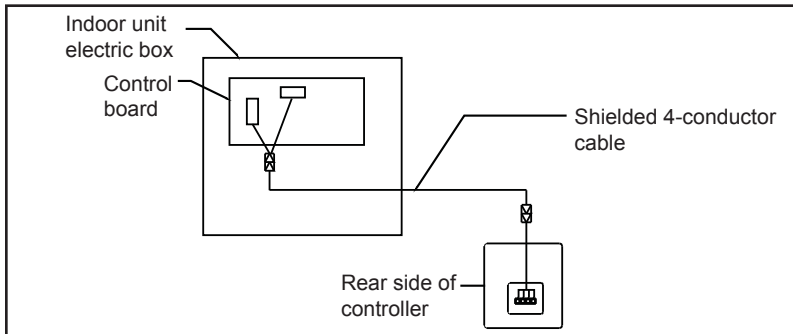 Indoor unit
electric box
Control
board
Shielded 4-conductor
cable
Rear side of
controller